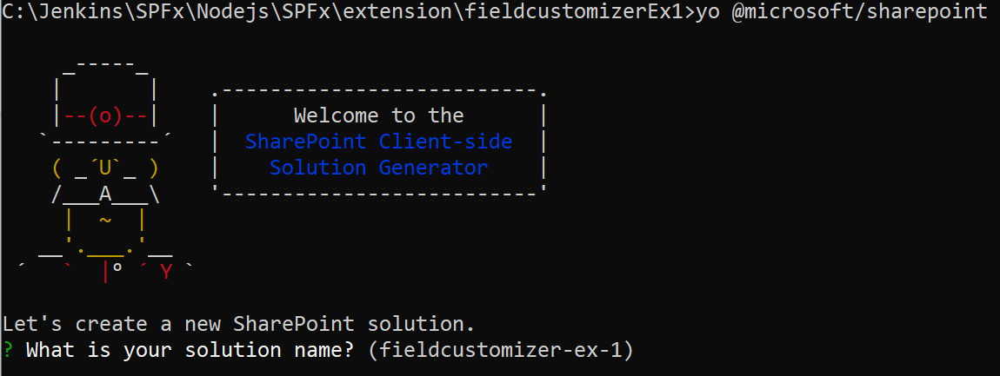 C:\Jenkins\SPFx\Nodejs\SPFx\extension\fieldcustomizerEx1>yo @microsoft/sharepoint
     _-----_
    |       |    .--------------------------.
    |--(o)--|    |      Welcome to the      |
   `---------´   |  SharePoint Client-side  |
    ( _´U`_ )    |    Solution Generator    |
    /___A___\    '--------------------------'
     |  ~  |
   __'.___.'__
 ´   `  |° ´ Y `
Let's create a new SharePoint solution.
? What is your solution name? (fieldcustomizer-ex-1)